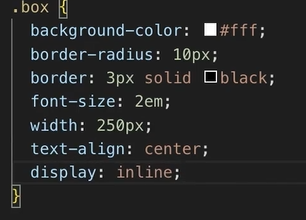 .box {
background-color: #fff;
border-radius: 10px;
border: 3px solid black;
font-size: 2em;
width: 250px;
text-align: center;
display: inline;
}